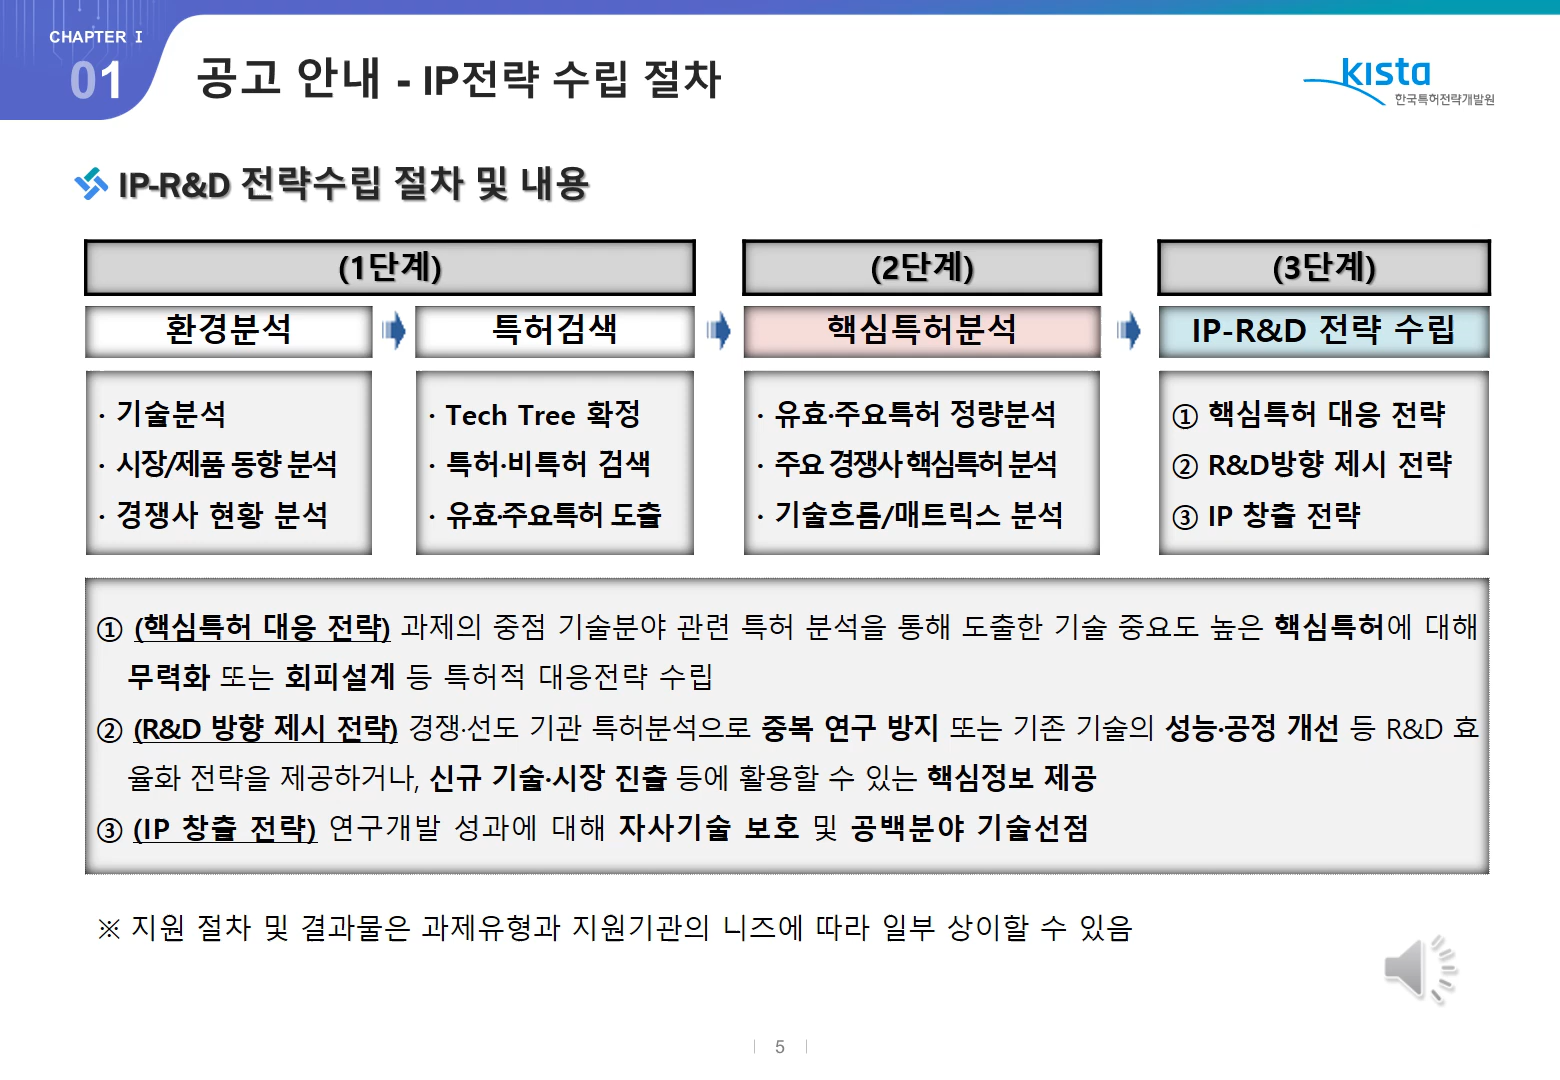 CHAPTER Ⅰ
01
공고 안내 - IP전략 수립 절차
kısta
한국특허전략개발원
IP-R&D 전략수립 절차 및 내용
(1단계)
(2단계)
(3단계)
환경분석
특허검색
핵심특허분석
IP-R&D 전략 수립
· 기술분석
· 시장/제품 동향 분석
· 경쟁사 현황 분석
· Tech Tree 확정
· 특허·비특허 검색
· 유효·주요특허 도출
· 유효·주요특허 정량분석
· 주요 경쟁사 핵심특허 분석
· 기술흐름/매트릭스 분석
① 핵심특허 대응 전략
② R&D방향 제시 전략
③ IP 창출 전략
① (핵심특허 대응 전략) 과제의 중점 기술분야 관련 특허 분석을 통해 도출한 기술 중요도 높은 핵심특허에 대해
무력화 또는 회피설계 등 특허적 대응전략 수립
② (R&D 방향 제시 전략) 경쟁·선도 기관 특허분석으로 중복 연구 방지 또는 기존 기술의 성능·공정 개선 등 R&D 효
율화 전략을 제공하거나, 신규 기술·시장 진출 등에 활용할 수 있는 핵심정보 제공
③ (IP 창출 전략) 연구개발 성과에 대해 자사기술 보호 및 공백분야 기술선점
※ 지원 절차 및 결과물은 과제유형과 지원기관의 니즈에 따라 일부 상이할 수 있음
5